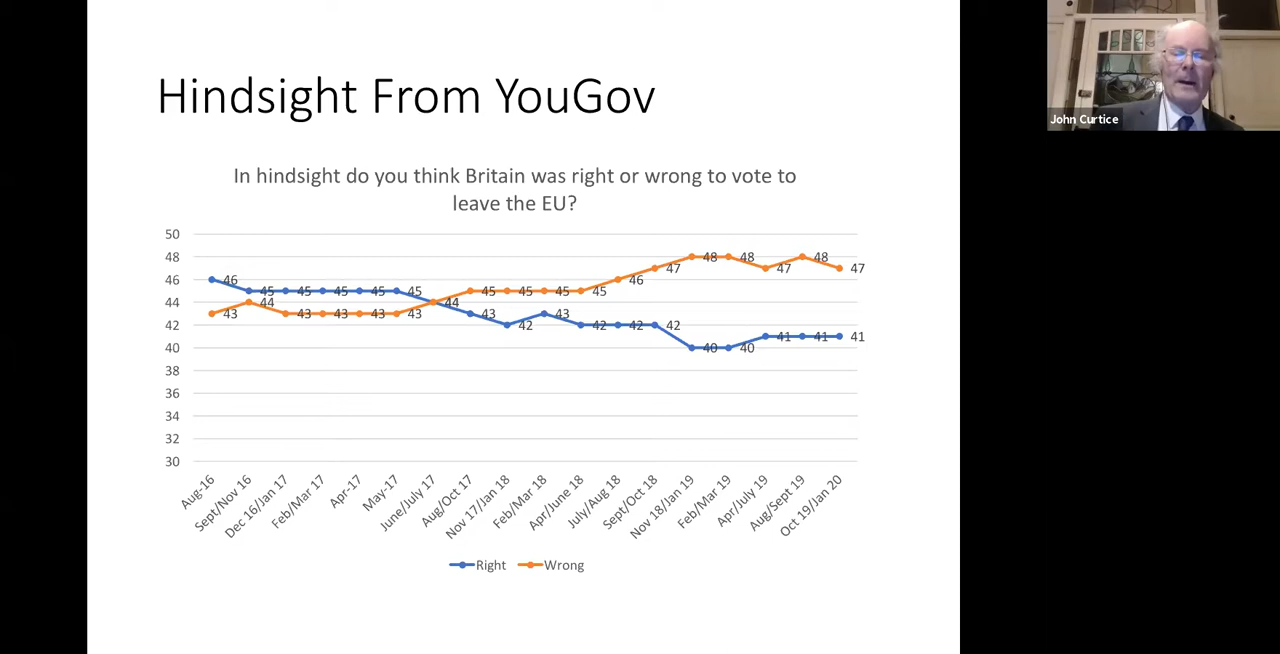 Hindsight From YouGov
John Curtice
In hindsight do you think Britain was right or wrong to vote to
leave the EU?
50
48
46
44
42
40
38
36
34
32
30
46 45 45 45 45 45 44 43 42 43 42 42 42 40 40 41 41 41
43 44 43 43 43 43 45 45 45 45 46 47 48 48 47 48 47
Aug-16
Sept/Nov 16
Dec 16/Jan 17
Feb/Mar 17
Apr-17
May-17
June/July 17
Aug/Oct 17
Nov 17/Jan 18
Feb/Mar 18
Apr/June 18
July/Aug 18
Sept/Oct 18
Nov 18/Jan 19
Feb/Mar 19
Apr/July 19
Aug/Sept 19
Oct 19/Jan 20
Right Wrong